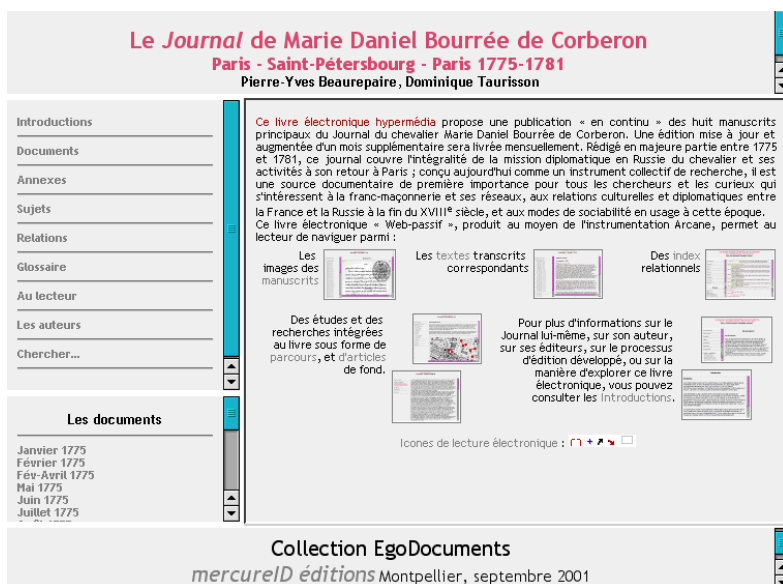 Le Journal de Marie Daniel Bourrée de Corberon
Paris - Saint-Pétersbourg - Paris 1775-1781
Pierre-Yves Beaurepaire, Dominique Taurisson
Introductions
Documents
Annexes
Sujets
Relations
Glossaire
Au lecteur
Les auteurs
Chercher...
Les documents
Janvier 1775
Février 1775
Fév-Avril 1775
Mai 1775
Juin 1775
Juillet 1775
Ce livre électronique hypermédia propose une publication « en continu » des huit manuscrits
principaux du Journal du chevalier Marie Daniel Bourrée de Corberon. Une édition mise à jour et
augmentée d'un mois supplémentaire sera livrée mensuellement. Rédigé en majeure partie entre 1775
et 1781, ce journal couvre l'intégralité de la mission diplomatique en Russie du chevalier et ses
activités à son retour à Paris ; conçu aujourd'hui comme un instrument collectif de recherche, il est
une source documentaire de première importance pour tous les chercheurs et les curieux qui
s'intéressent à la franc-maçonnerie et ses réseaux, aux relations culturelles et diplomatiques entre
la France et la Russie à la fin du XVIIIe siècle, et aux modes de sociabilité en usage à cette époque.
Ce livre électronique « Web-passif », produit au moyen de l'instrumentation Arcane, permet au
lecteur de naviguer parmi :
Les
images des
manuscrits
Les textes transcrits
correspondants
Des index
relationnels
Des études et des
recherches intégrées
au livre sous forme de
parcours, et d'articles
de fond.
Pour plus d'informations sur le
Journal lui-même, sur son auteur,
sur ses éditeurs, sur le processus
d'édition développé, ou sur la
manière d'explorer ce livre
électronique, vous pouvez
consulter les Introductions.
Icones de lecture électronique :
Collection EgoDocuments
mercureID éditions Montpellier, septembre 2001